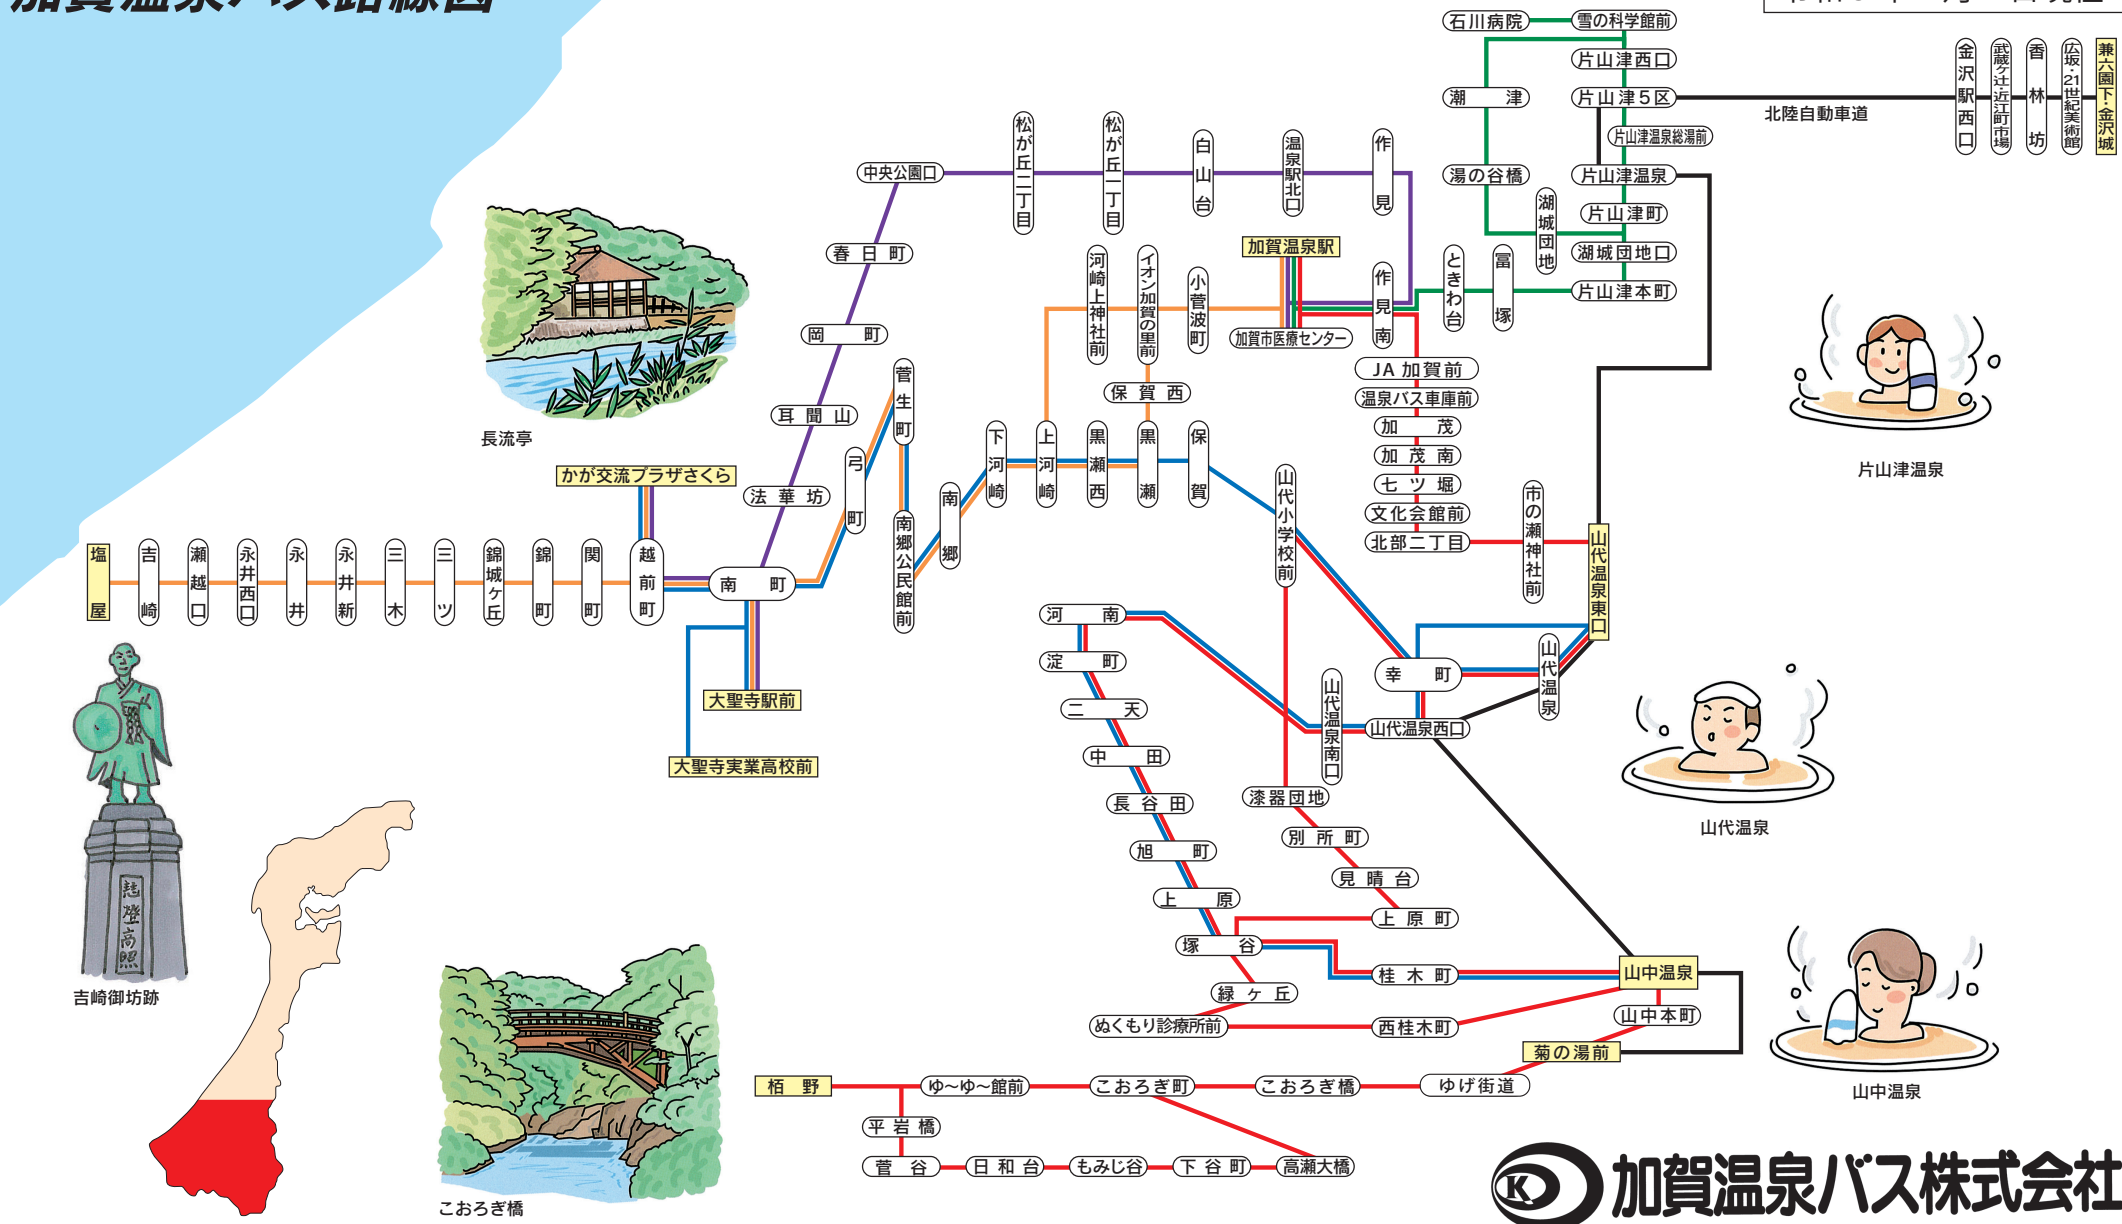 加賀温泉バス路線図
石川病院
雪の科学館前
片山津西口
潮津
片山津5区
北陸自動車道
金沢駅西口
武蔵ヶ辻・近江町市場
香林坊
広坂・21世紀美術館
兼六園下・金沢城
片山津温泉総湯前
湯の谷橋
片山津温泉
片山津町
湖城団地
湖城団地口
片山津本町
中央公園口
松が丘二丁目
松が丘一丁目
白山台
温泉駅北口
作見
加賀温泉駅
春日町
岡町
耳聞山
法華坊
河崎上神社前
イオン加賀の里前
小菅波町
加賀市医療センター
作見南
ときわ台
冨塚
JA加賀前
温泉バス車庫前
加茂
加茂南
七ツ堀
文化会館前
北部二丁目
市の瀬神社前
山代温泉東口
保賀西
長流亭
かが交流プラザさくら
菅生町
弓町
南郷公民館前
南郷
下河崎
上河崎
黒瀬西
黒瀬
保賀
山代小学校前
塩屋
吉崎
瀬越口
永井西口
永井
永井新
三木
三ツ
錦城ヶ丘
錦町
関町
越前町
南町
大聖寺駅前
大聖寺実業高校前
河南
淀町
二天
中田
長谷田
旭町
上原
塚谷
緑ヶ丘
ぬくもり診療所前
幸町
山代温泉
山代温泉西口
山代温泉南口
漆器団地
別所町
見晴台
上原町
桂木町
西桂木町
山中温泉
山中本町
菊の湯前
ゆげ街道
こおろぎ橋
こおろぎ町
ゆ〜ゆ〜館前
栢野
平岩橋
菅谷
日和台
もみじ谷
下谷町
高瀬大橋
片山津温泉
山代温泉
山中温泉
吉崎御坊跡
こおろぎ橋
K
加賀温泉バス株式会社